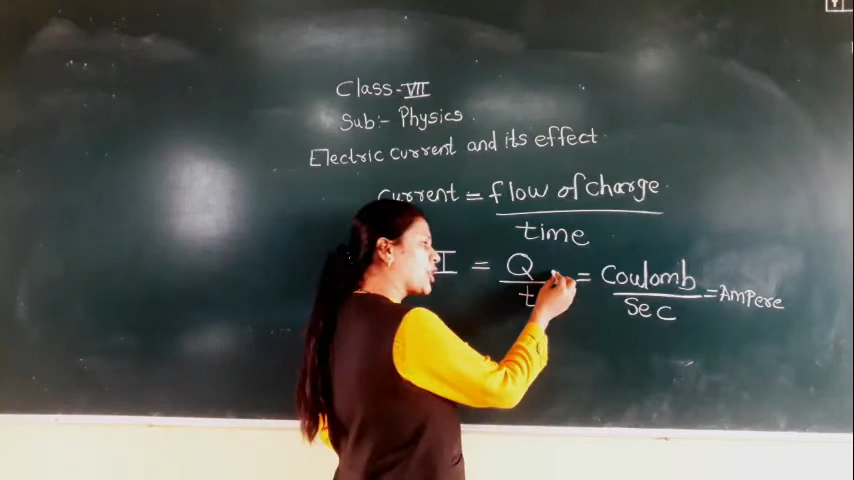 Class-VII
Sub:- Physics
Electric current and its effect
current = flow of charge
time
I = Q = Coulomb = AmPere
t Sec